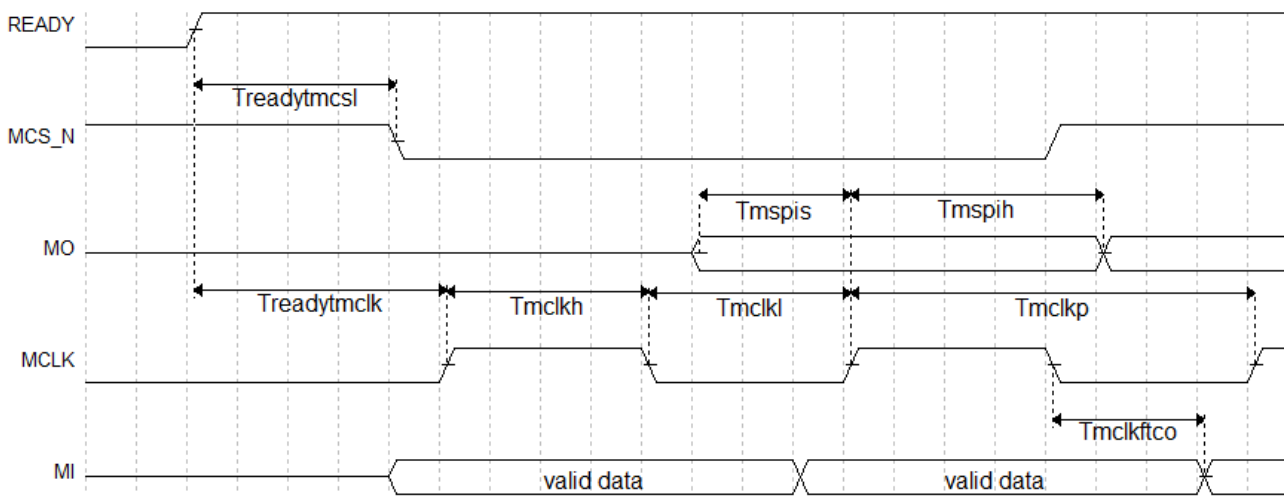 READY
Treadytmcsl
MCS_N
Tmspis
Tmspih
MO
Treadytmclk
Tmclkh
Tmclkl
Tmclkp
MCLK
Tmclkftco
MI
valid data
valid data